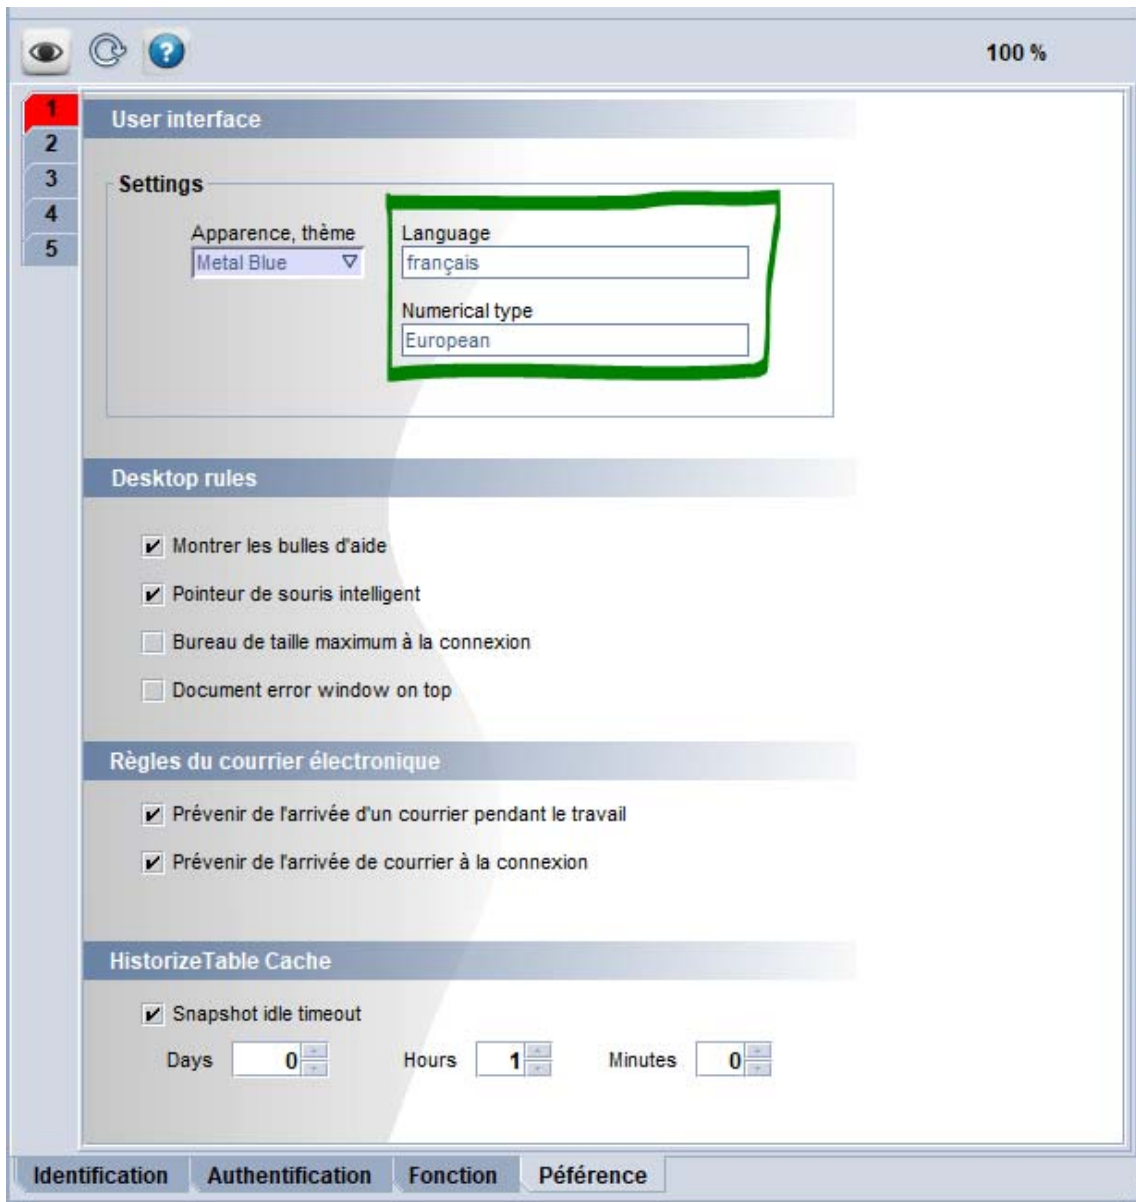 ?
100 %
1
2
3
4
5
User interface
Settings
Apparence, thème
Metal Blue
Language
français
Numerical type
European
Desktop rules
Montrer les bulles d'aide
Pointeur de souris intelligent
Bureau de taille maximum à la connexion
Document error window on top
Règles du courrier électronique
Prévenir de l'arrivée d'un courrier pendant le travail
Prévenir de l'arrivée de courrier à la connexion
HistorizeTable Cache
Snapshot idle timeout
Days 0 Hours 1 Minutes 0
Identification Authentification Fonction Péférence